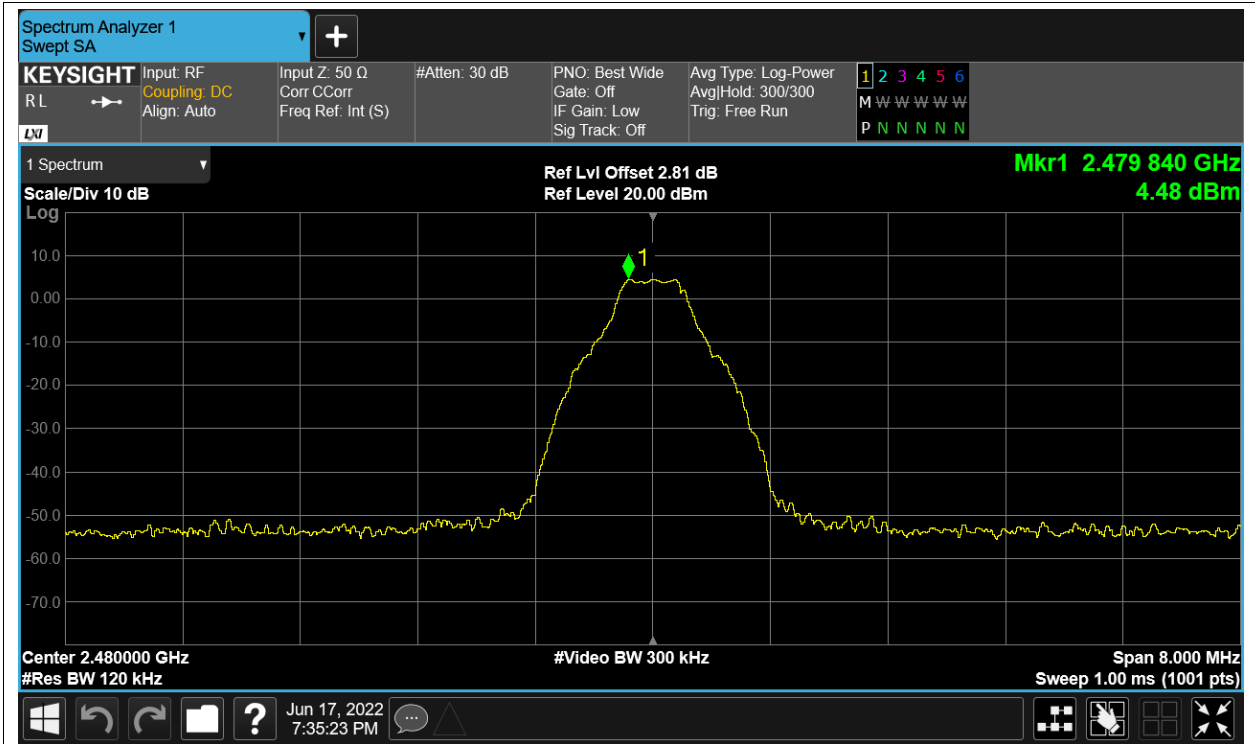 Spectrum Analyzer 1
Swept SA
KEYSIGHT
RL
LXI
Input: RF
Coupling: DC
Align: Auto
Input Z: 50 Ω
Corr CCorr
Freq Ref: Int (S)
#Atten: 30 dB
PNO: Best Wide
Gate: Off
IF Gain: Low
Sig Track: Off
Avg Type: Log-Power
Avg|Hold: 300/300
Trig: Free Run
1 2 3 4 5 6
M W W W W W
P N N N N N
1 Spectrum
Scale/Div 10 dB
Log
Ref Lvl Offset 2.81 dB
Ref Level 20.00 dBm
Mkr1 2.479 840 GHz
4.48 dBm
1
10.0
0.00
-10.0
-20.0
-30.0
-40.0
-50.0
-60.0
-70.0
Center 2.480000 GHz
#Res BW 120 kHz
#Video BW 300 kHz
Span 8.000 MHz
Sweep 1.00 ms (1001 pts)
?
Jun 17, 2022
7:35:23 PM